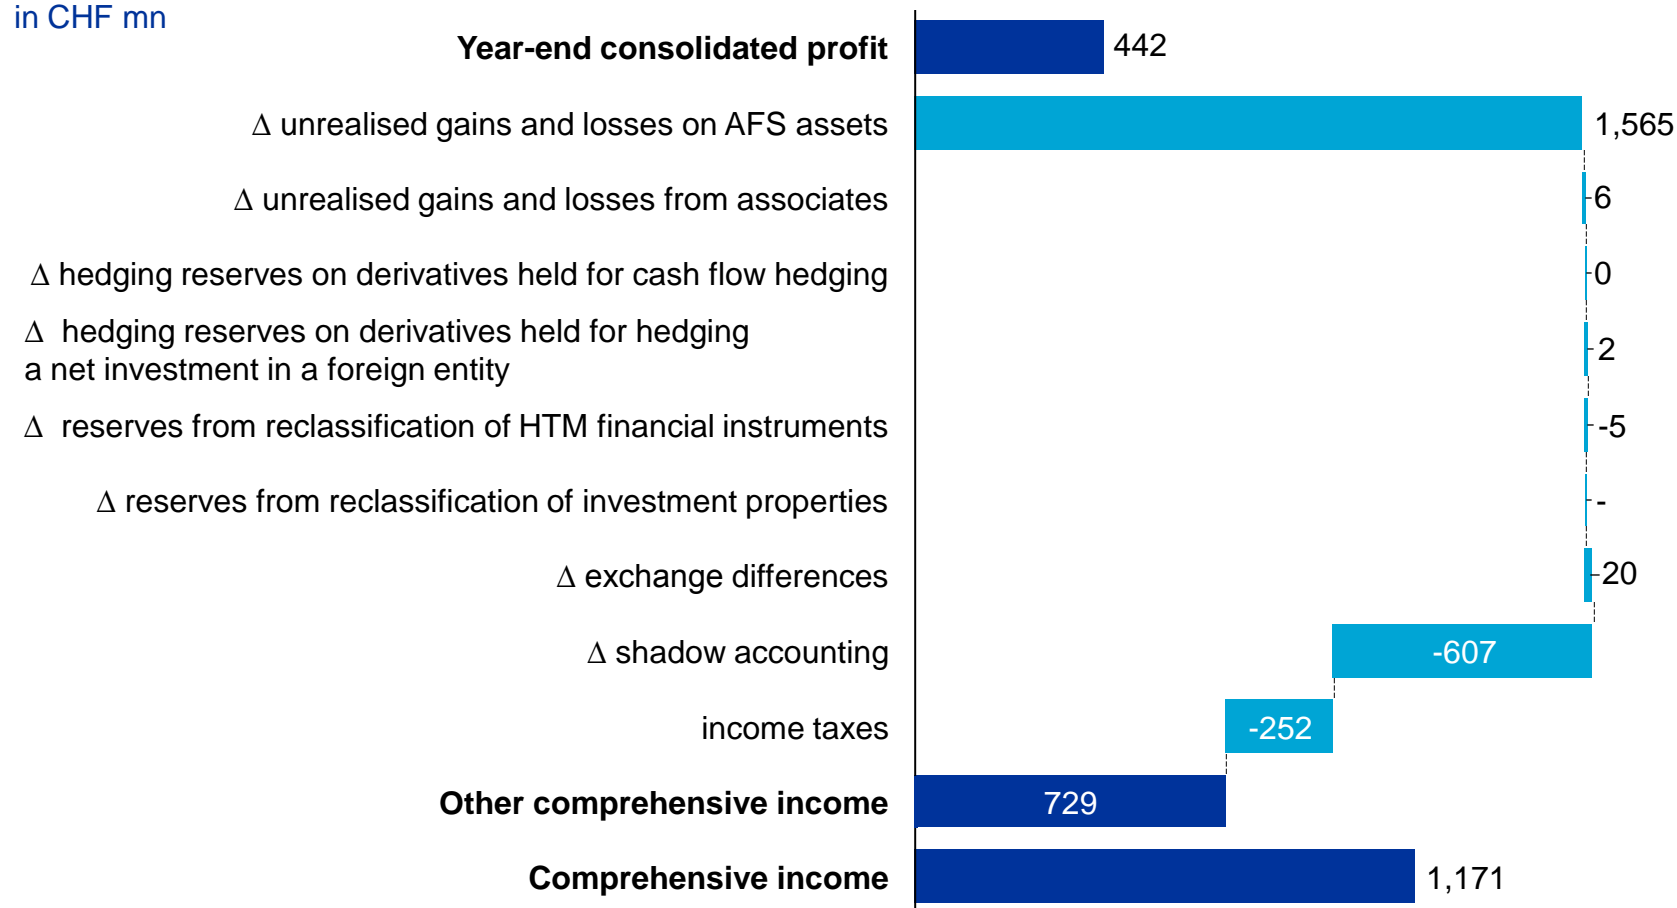 in CHF mn
Year-end consolidated profit 442
Δ unrealised gains and losses on AFS assets 1,565
Δ unrealised gains and losses from associates 6
Δ hedging reserves on derivatives held for cash flow hedging 0
Δ hedging reserves on derivatives held for hedging
a net investment in a foreign entity 2
Δ reserves from reclassification of HTM financial instruments -5
Δ reserves from reclassification of investment properties -
Δ exchange differences 20
Δ shadow accounting -607
income taxes -252
Other comprehensive income 729
Comprehensive income 1,171